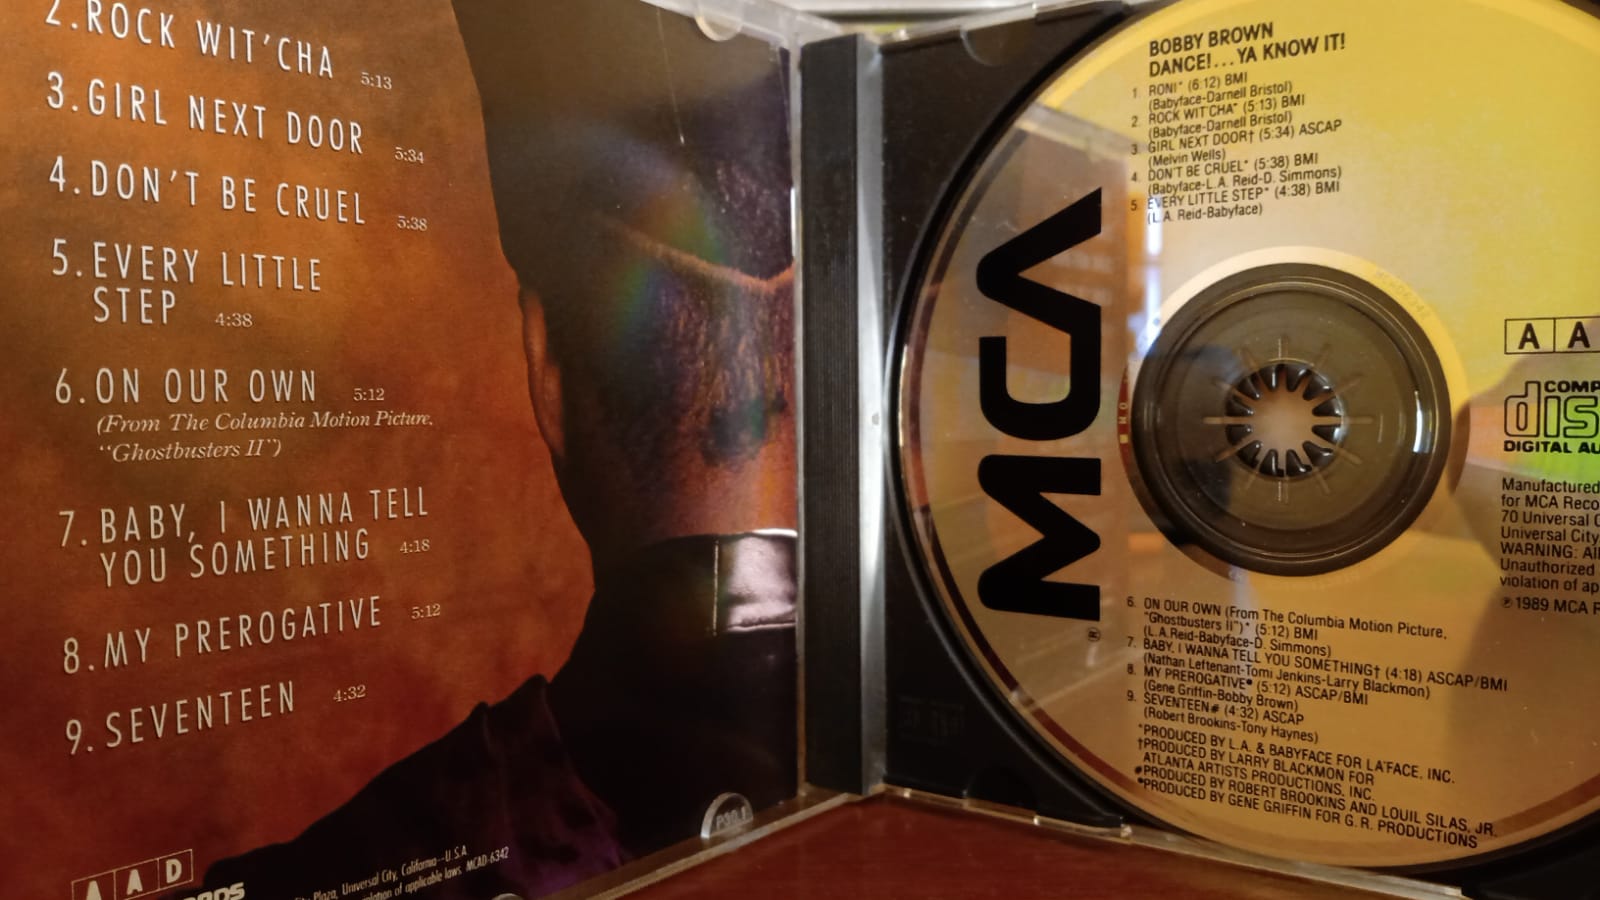 2. ROCK WIT'CHA 5:13
3. GIRL NEXT DOOR 5:34
4. DON'T BE CRUEL 5:38
5. EVERY LITTLE
STEP 4:38
6. ON OUR OWN 5:12
(From The Columbia Motion Picture,
"Ghostbusters II")
7. BABY, I WANNA TELL
YOU SOMETHING 4:18
8. MY PREROGATIVE 5:12
9. SEVENTEEN 4:32
AAD
Plaza, Universal City, California—U.S.A.
of applicable laws. MCAD-6342
BOBBY BROWN
DANCE!...YA KNOW IT!
1. RONI* (6:12) BMI
(Babyface-Darnell Bristol)
2. ROCK WIT'CHA* (5:13) BMI
(Babyface-Darnell Bristol)
3. GIRL NEXT DOOR† (5:34) ASCAP
(Melvin Wells)
4. DON'T BE CRUEL* (5:38) BMI
(Babyface-L.A. Reid-D. Simmons)
5. EVERY LITTLE STEP* (4:38) BMI
(L.A. Reid-Babyface)
MCA
®
AA
COMP
dis
DIGITAL AU
Manufactured
for MCA Reco
70 Universal C
Universal City
WARNING: All
Unauthorized
violation of ap
℗ 1989 MCA R
6. ON OUR OWN (From The Columbia Motion Picture,
"Ghostbusters II")* (5:12) BMI
(L.A.Reid-Babyface-D. Simmons)
7. BABY, I WANNA TELL YOU SOMETHING† (4:18) ASCAP/BMI
(Nathan Leftenant-Tomi Jenkins-Larry Blackmon)
8. MY PREROGATIVE• (5:12) ASCAP/BMI
(Gene Griffin-Bobby Brown)
9. SEVENTEEN# (4:32) ASCAP
(Robert Brookins-Tony Haynes)
*PRODUCED BY L.A. & BABYFACE FOR LA'FACE, INC.
†PRODUCED BY LARRY BLACKMON FOR
ATLANTA ARTISTS PRODUCTIONS, INC.
#PRODUCED BY ROBERT BROOKINS AND LOUIL SILAS, JR.
•PRODUCED BY GENE GRIFFIN FOR G. R. PRODUCTIONS